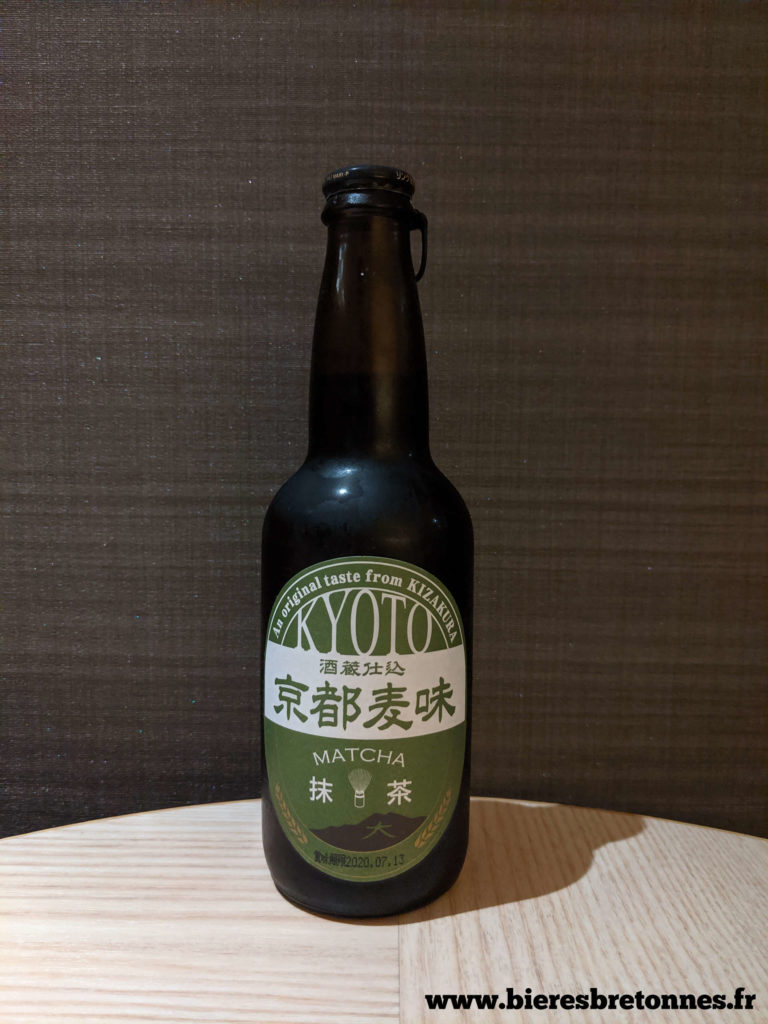 An original taste from KIZAKURA
KYOTO
酒蔵仕込
京都麦味
MATCHA
抹茶
大
賞味期限2020.07.13
www.bieresbretonnes.fr